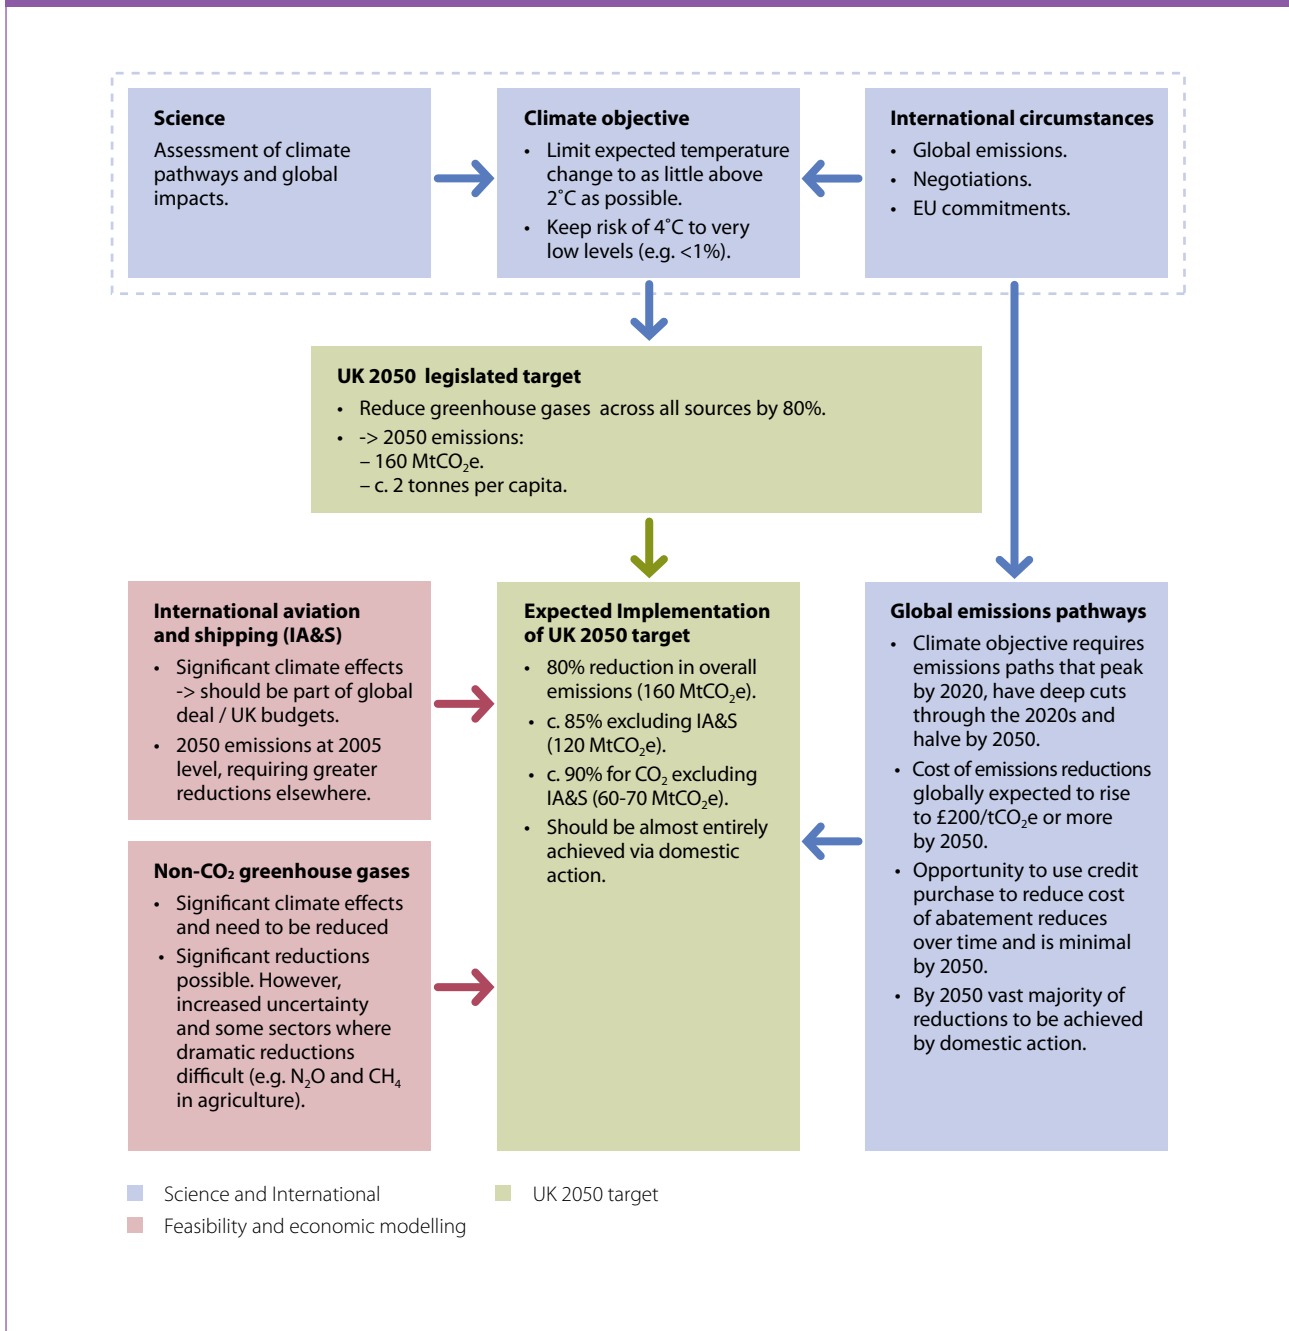 Science
Assessment of climate
pathways and global
impacts.
Climate objective
• Limit expected temperature
change to as little above
2˚C as possible.
• Keep risk of 4˚C to very
low levels (e.g. <1%).
International circumstances
• Global emissions.
• Negotiations.
• EU commitments.
UK 2050 legislated target
• Reduce greenhouse gases across all sources by 80%.
• -> 2050 emissions:
– 160 MtCO₂e.
– c. 2 tonnes per capita.
International aviation
and shipping (IA&S)
• Significant climate effects
-> should be part of global
deal / UK budgets.
• 2050 emissions at 2005
level, requiring greater
reductions elsewhere.
Non-CO₂ greenhouse gases
• Significant climate effects
and need to be reduced
• Significant reductions
possible. However,
increased uncertainty
and some sectors where
dramatic reductions
difficult (e.g. N₂O and CH₄
in agriculture).
Expected Implementation
of UK 2050 target
• 80% reduction in overall
emissions (160 MtCO₂e).
• c. 85% excluding IA&S
(120 MtCO₂e).
• c. 90% for CO₂ excluding
IA&S (60-70 MtCO₂e).
• Should be almost entirely
achieved via domestic
action.
Global emissions pathways
• Climate objective requires
emissions paths that peak
by 2020, have deep cuts
through the 2020s and
halve by 2050.
• Cost of emissions reductions
globally expected to rise
to £200/tCO₂e or more
by 2050.
• Opportunity to use credit
purchase to reduce cost
of abatement reduces
over time and is minimal
by 2050.
• By 2050 vast majority of
reductions to be achieved
by domestic action.
Science and International
UK 2050 target
Feasibility and economic modelling